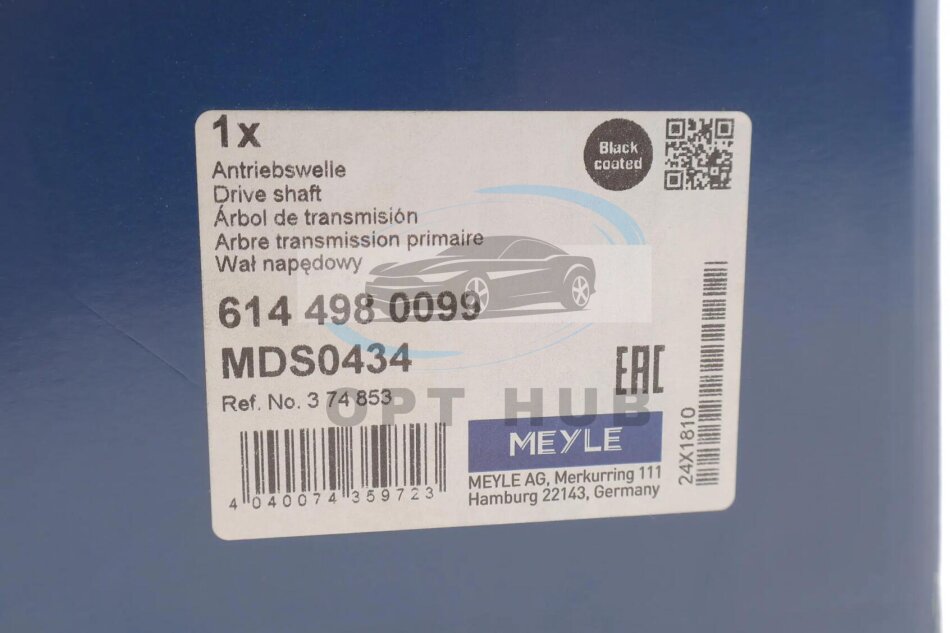 1x
Antriebswelle
Drive shaft
Árbol de transmisión
Arbre transmission primaire
Wał napędowy
614 498 0099
MDS0434
Ref. No. 3 74 853
4 040074 359723
Black
coated
EAC
OPT HUB
MEYLE
MEYLE AG, Merkurring 111
Hamburg 22143, Germany
24X1810